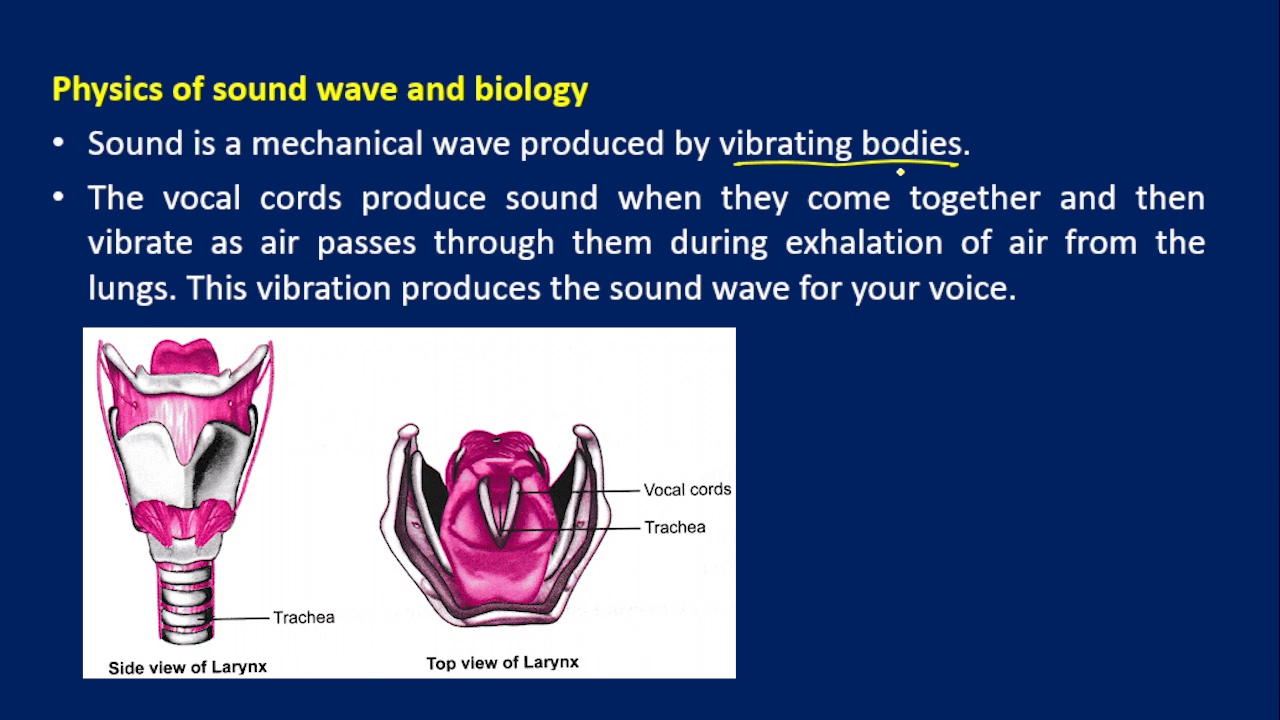 Physics of sound wave and biology
• Sound is a mechanical wave produced by vibrating bodies.
• The vocal cords produce sound when they come together and then
vibrate as air passes through them during exhalation of air from the
lungs. This vibration produces the sound wave for your voice.
Vocal cords
Trachea
Trachea
Side view of Larynx
Top view of Larynx